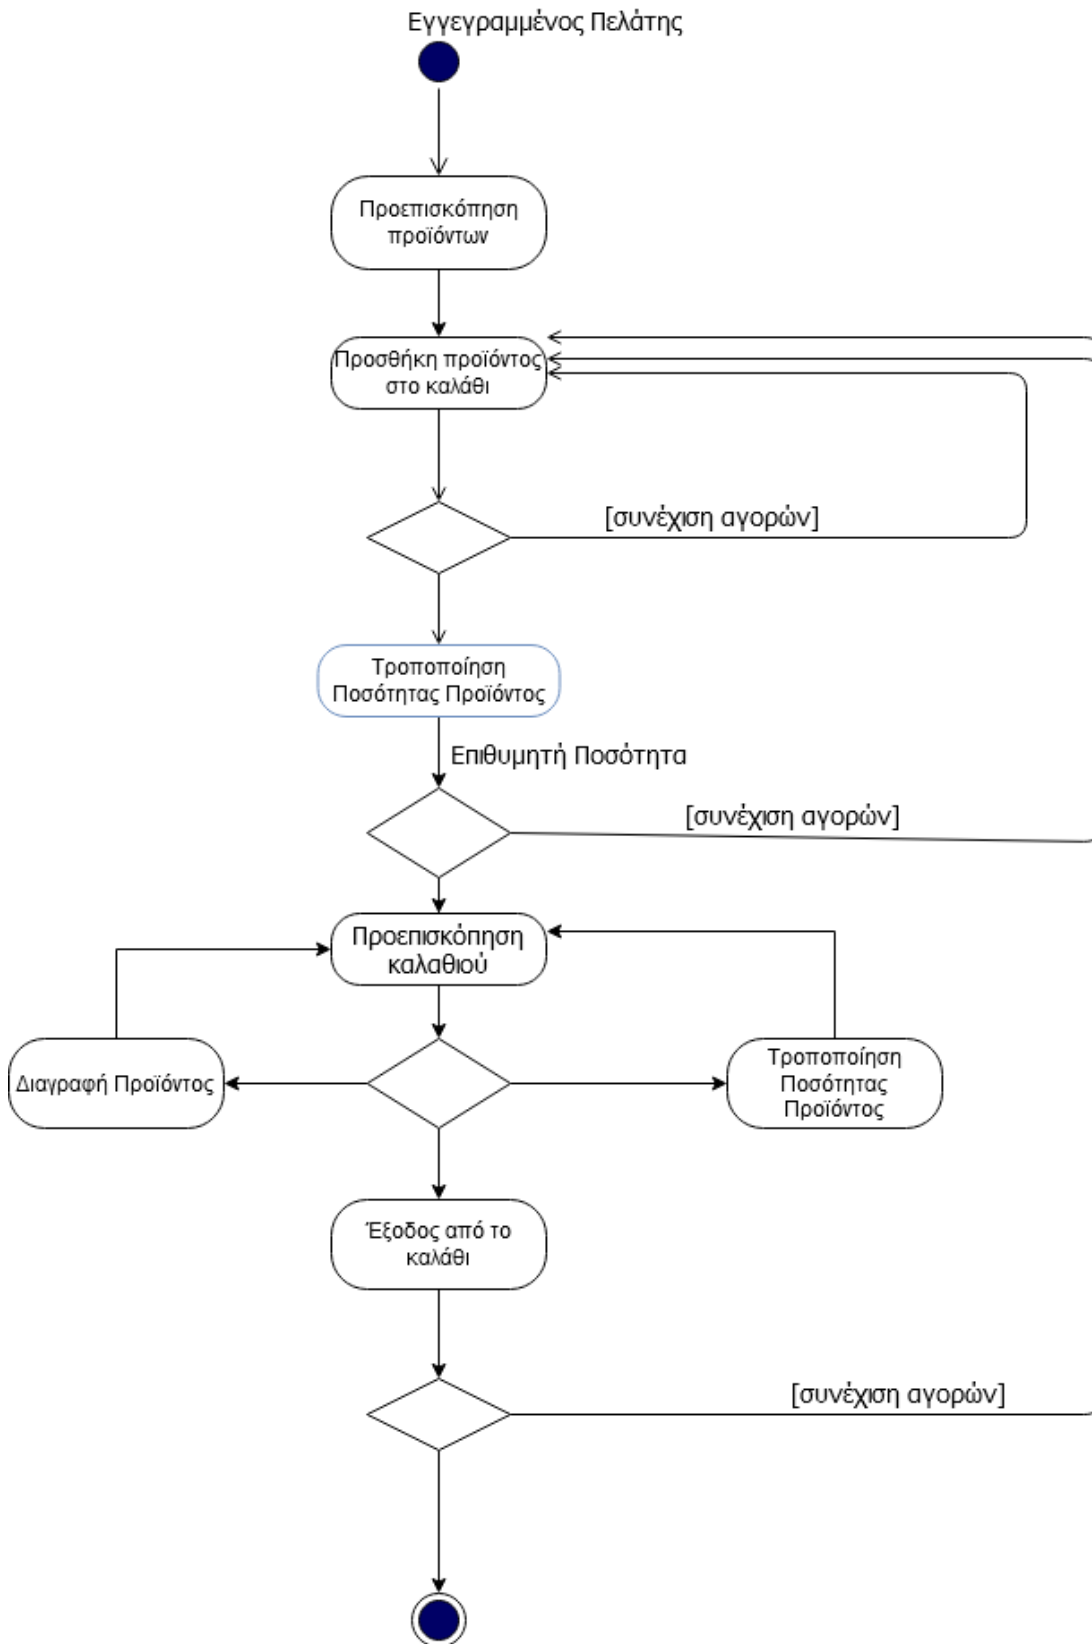 Εγγεγραμμένος Πελάτης
Προεπισκόπηση
προϊόντων
Προσθήκη προϊόντος
στο καλάθι
[συνέχιση αγορών]
Τροποποίηση
Ποσότητας Προϊόντος
Επιθυμητή Ποσότητα
[συνέχιση αγορών]
Προεπισκόπηση
καλαθιού
Διαγραφή Προϊόντος
Τροποποίηση
Ποσότητας
Προϊόντος
Έξοδος από το
καλάθι
[συνέχιση αγορών]